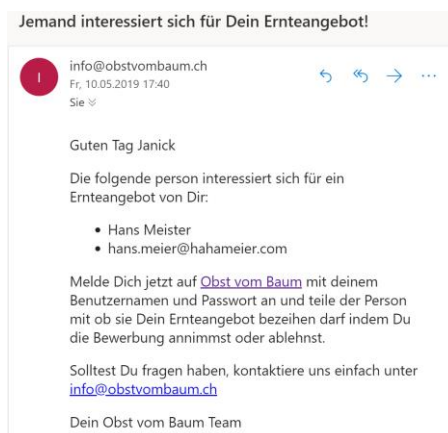 Jemand interessiert sich für Dein Ernteangebot!
I
info@obstvombaum.ch
Fr, 10.05.2019 17:40
Sie
Guten Tag Janick
Die folgende person interessiert sich für ein
Ernteangebot von Dir:
• Hans Meister
• hans.meier@hahameier.com
Melde Dich jetzt auf Obst vom Baum mit deinem
Benutzernamen und Passwort an und teile der Person
mit ob sie Dein Ernteangebot bezeihen darf indem Du
die Bewerbung annimmst oder ablehnst.
Solltest Du fragen haben, kontaktiere uns einfach unter
info@obstvombaum.ch
Dein Obst vom Baum Team